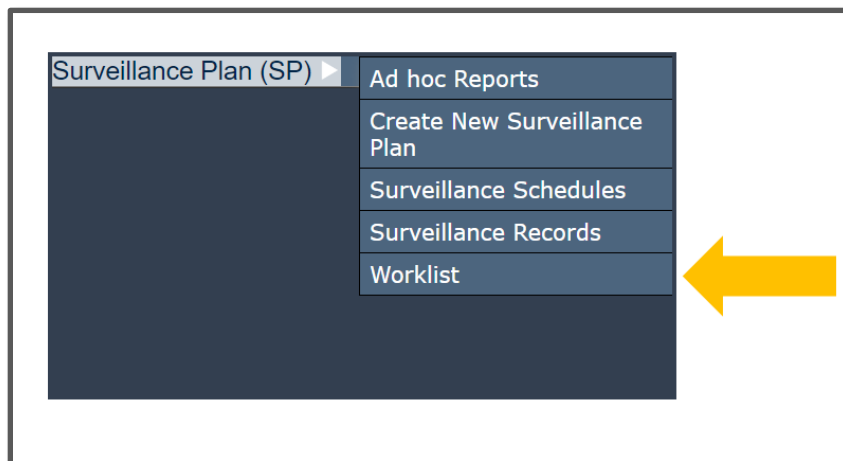 Surveillance Plan (SP)
Ad hoc Reports
Create New Surveillance
Plan
Surveillance Schedules
Surveillance Records
Worklist